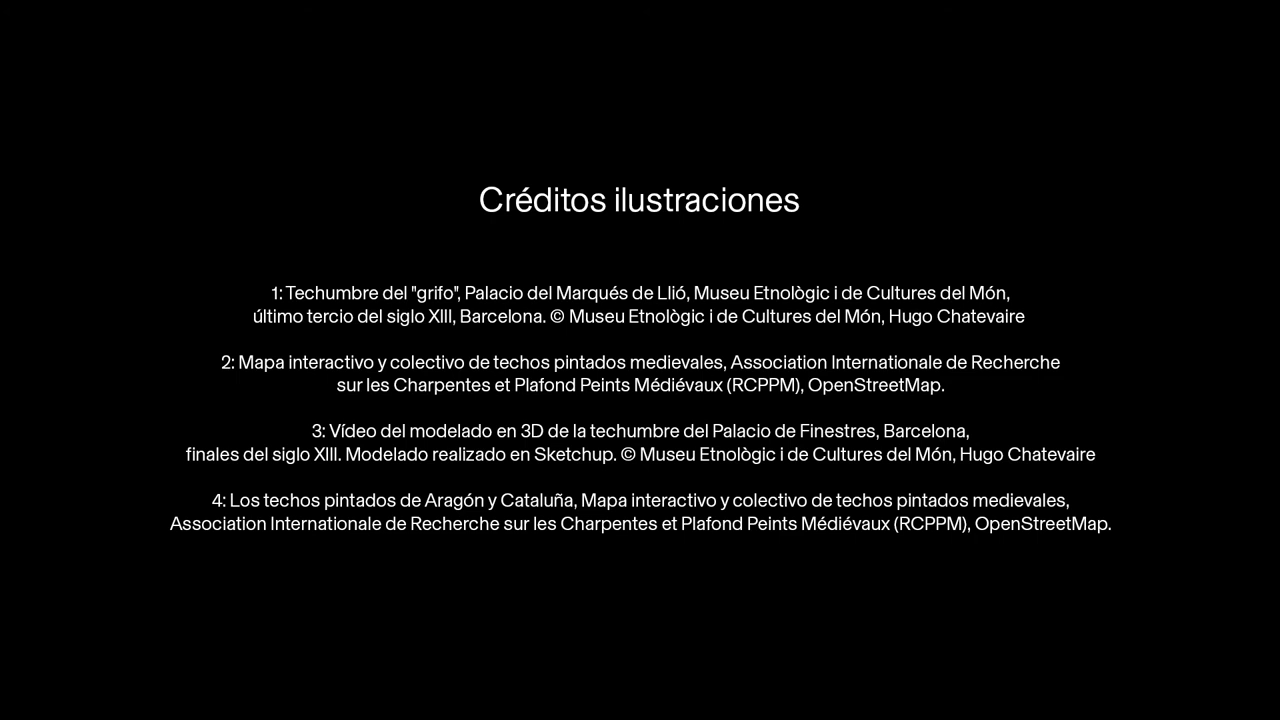 Créditos ilustraciones
1: Techumbre del "grifo", Palacio del Marqués de Llió, Museu Etnològic i de Cultures del Món,
último tercio del siglo XIII, Barcelona. © Museu Etnològic i de Cultures del Món, Hugo Chatevaire
2: Mapa interactivo y colectivo de techos pintados medievales, Association Internationale de Recherche
sur les Charpentes et Plafond Peints Médiévaux (RCPPM), OpenStreetMap.
3: Vídeo del modelado en 3D de la techumbre del Palacio de Finestres, Barcelona,
finales del siglo XIII. Modelado realizado en Sketchup. © Museu Etnològic i de Cultures del Món, Hugo Chatevaire
4: Los techos pintados de Aragón y Cataluña, Mapa interactivo y colectivo de techos pintados medievales,
Association Internationale de Recherche sur les Charpentes et Plafond Peints Médiévaux (RCPPM), OpenStreetMap.